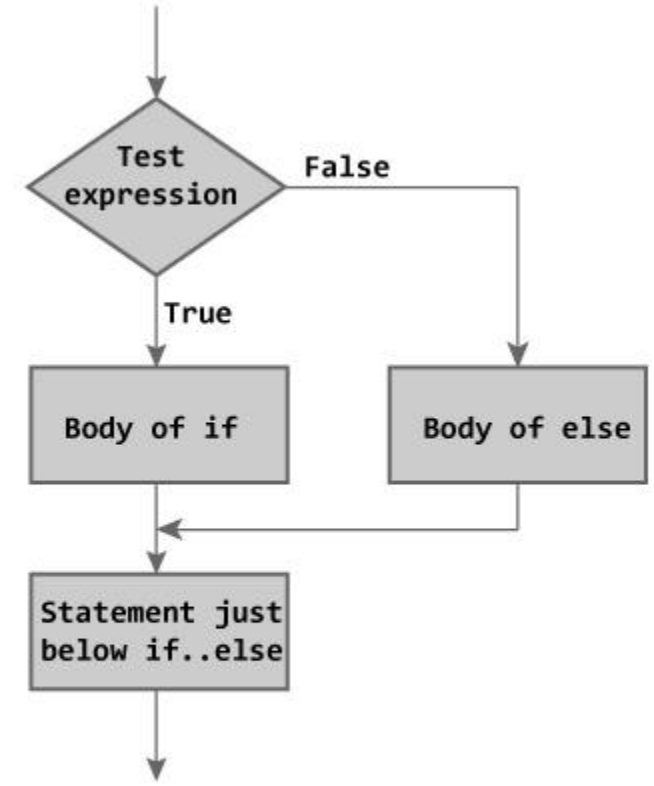 Test
expression
False
True
Body of if
Body of else
Statement just
below if..else